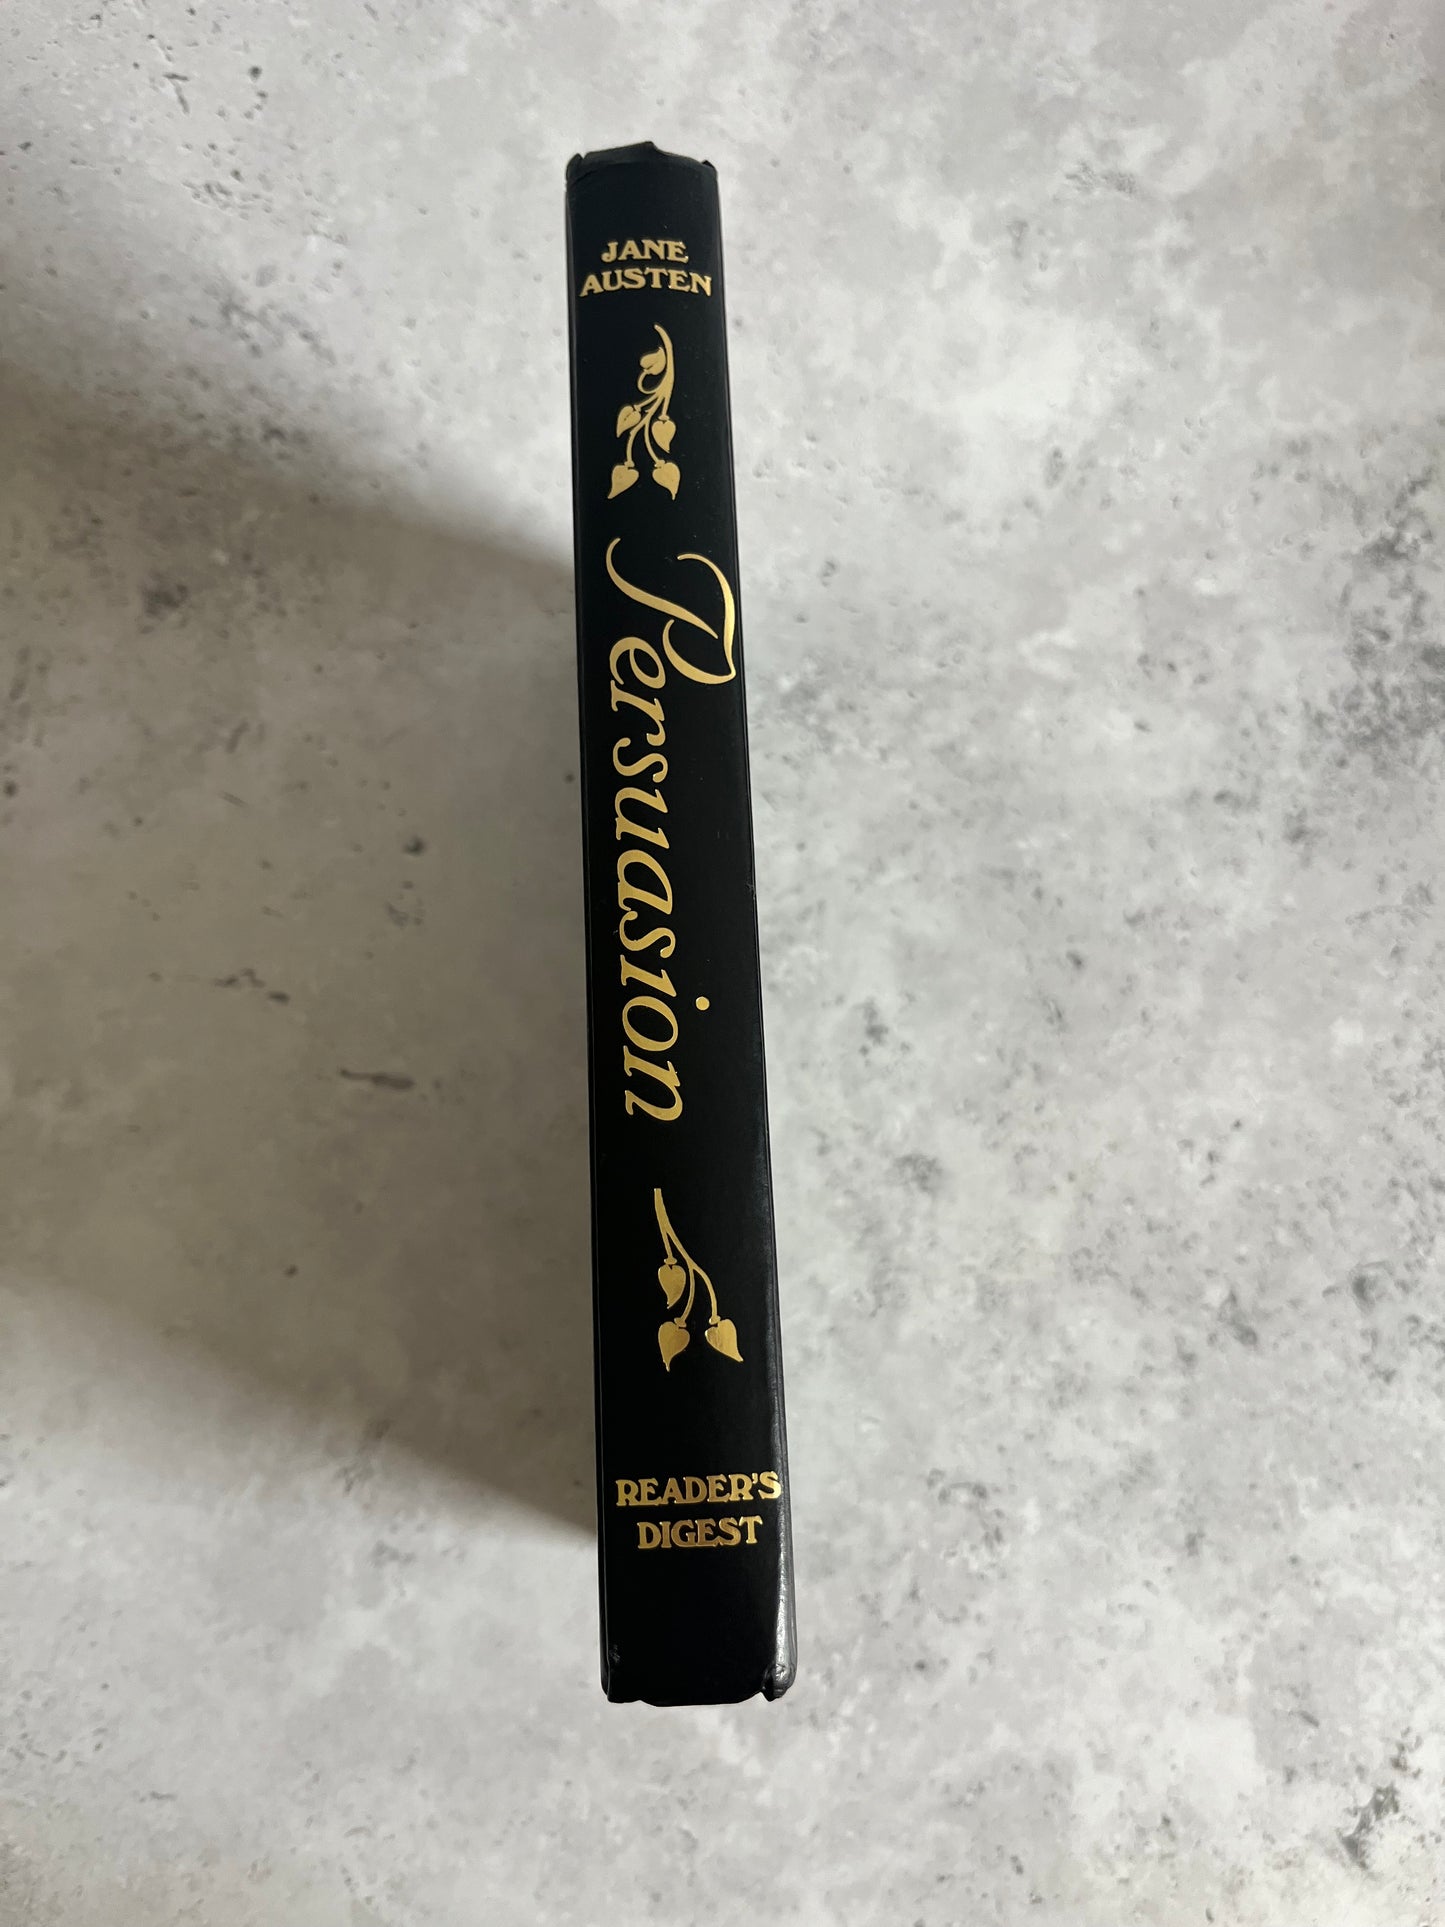 JANE
AUSTEN
Persuasion
READER'S
DIGEST